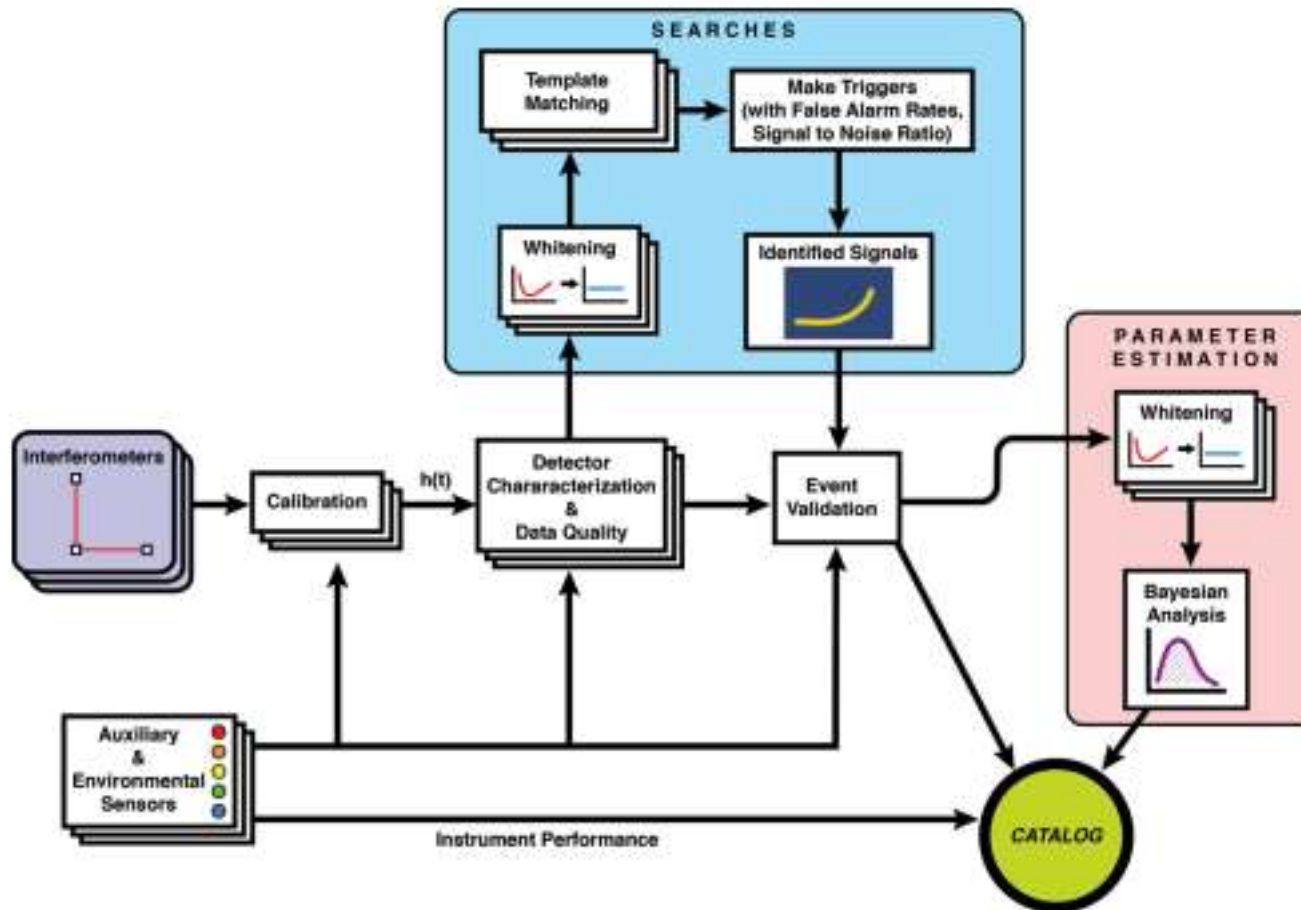 SEARCHES
Template
Matching
Make Triggers
(with False Alarm Rates,
Signal to Noise Ratio)
Whitening
Identified Signals
PARAMETER
ESTIMATION
Whitening
Interferometers
Calibration
h(t)
Detector
Chararacterization
&
Data Quality
Event
Validation
Bayesian
Analysis
Auxiliary
&
Environmental
Sensors
Instrument Performance
CATALOG